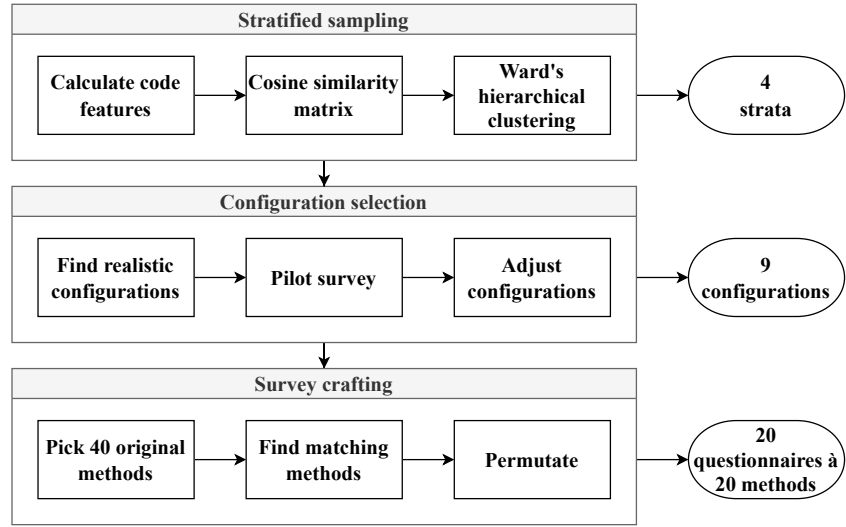 Stratified sampling
Calculate code
features
Cosine similarity
matrix
Ward's
hierarchical
clustering
4
strata
Configuration selection
Find realistic
configurations
Pilot survey
Adjust
configurations
9
configurations
Survey crafting
Pick 40 original
methods
Find matching
methods
Permutate
20
questionnaires à
20 methods